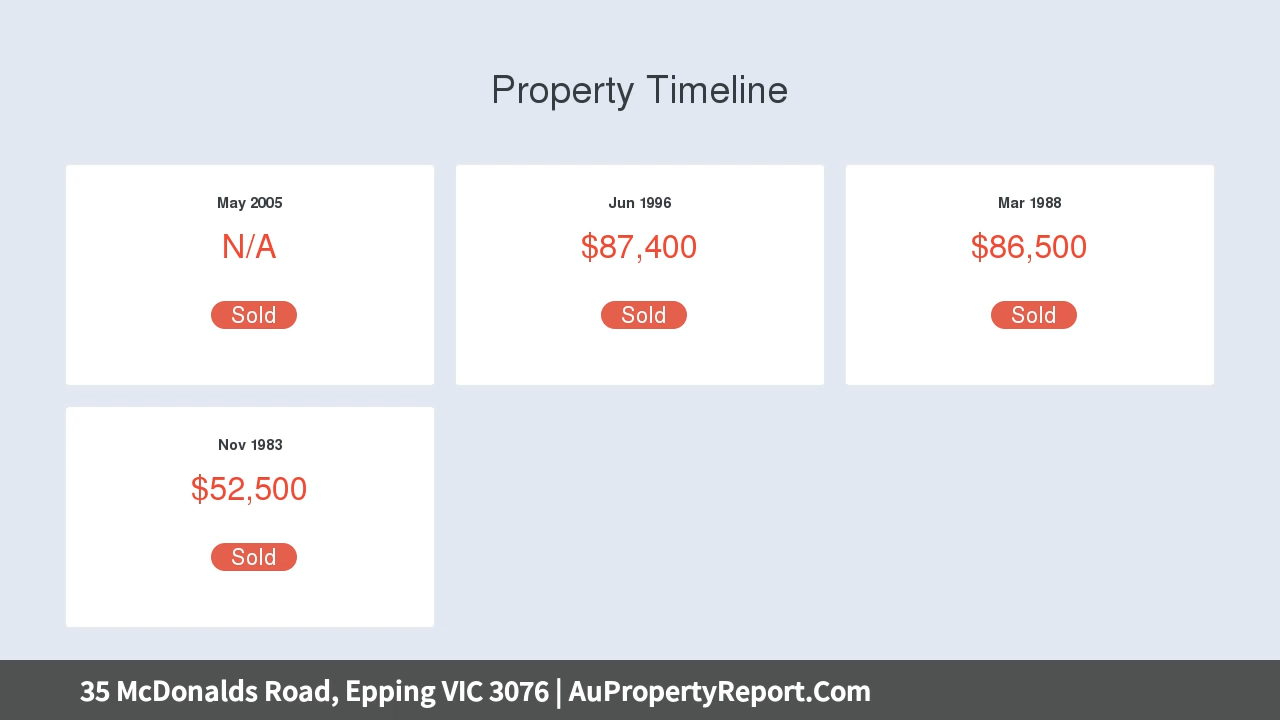 Property Timeline
May 2005
N/A
Sold
Jun 1996
$87,400
Sold
Mar 1988
$86,500
Sold
Nov 1983
$52,500
Sold
35 McDonalds Road, Epping VIC 3076 | AuPropertyReport.Com